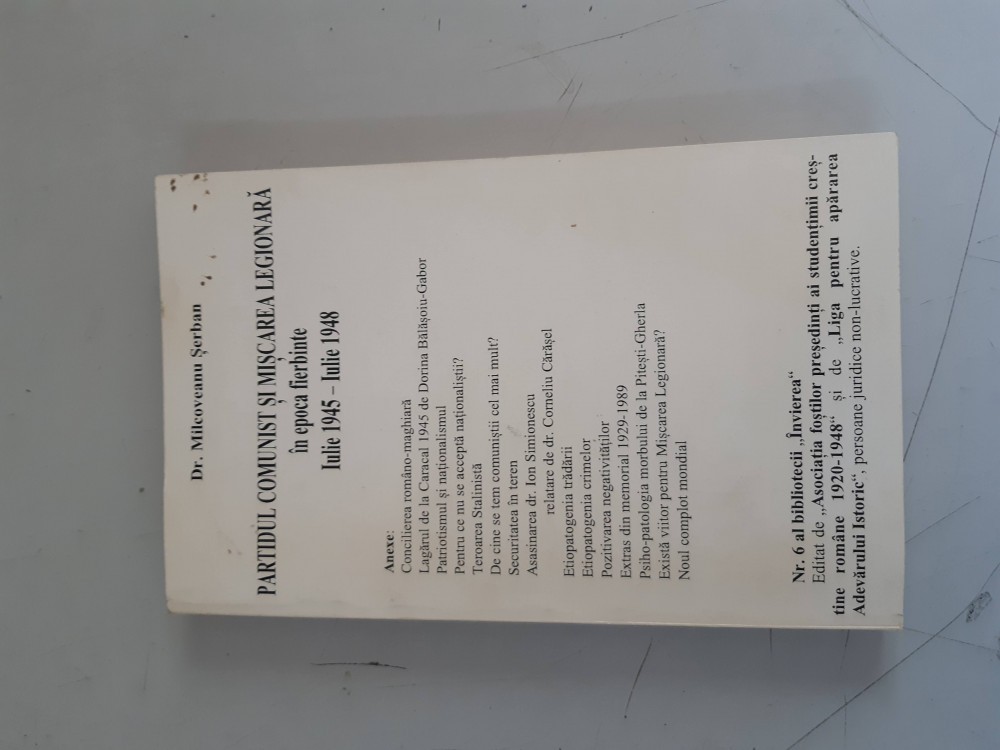 Dr. Milcoveanu Șerban
PARTIDUL COMUNIST ȘI MIȘCAREA LEGIONARĂ
în epoca fierbinte
Iulie 1945 – Iulie 1948
Anexe:
Concilierea româno-maghiară
Lagărul de la Caracal 1945 de Dorina Bălășoiu-Gabor
Patriotismul și naționalismul
Pentru ce nu se acceptă naționaliștii?
Teroarea Stalinistă
De cine se tem comuniștii cel mai mult?
Securitatea în teren
Asasinarea dr. Ion Simionescu
relatare de dr. Corneliu Cărășel
Etiopatogenia trădării
Etiopatogenia crimelor
Pozitivarea negativităților
Extras din memorial 1929-1989
Psiho-patologia morbului de la Pitești-Gherla
Există viitor pentru Mișcarea Legionară?
Noul complot mondial
Nr. 6 al bibliotecii „Învierea“
Editat de „Asociația foștilor președinți ai studențimii creș-
tine române 1920-1948“ și de „Liga pentru apărarea
Adevărului Istoric“, persoane juridice non-lucrative.